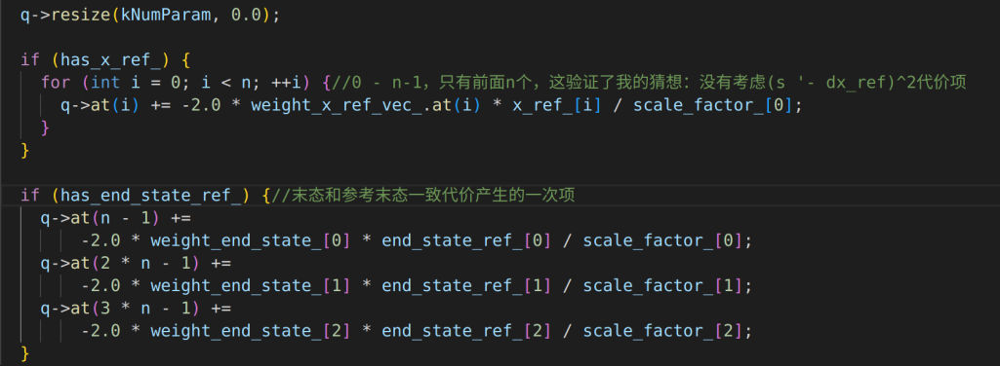 q->resize(kNumParam, 0.0);
if (has_x_ref_) {
for (int i = 0; i < n; ++i) {//0 - n-1，只有前面n个，这验证了我的猜想：没有考虑(s '- dx_ref)^2代价项
q->at(i) += -2.0 * weight_x_ref_vec_.at(i) * x_ref_[i] / scale_factor_[0];
}
}
if (has_end_state_ref_) {//末态和参考末态一致代价产生的一次项
q->at(n - 1) +=
-2.0 * weight_end_state_[0] * end_state_ref_[0] / scale_factor_[0];
q->at(2 * n - 1) +=
-2.0 * weight_end_state_[1] * end_state_ref_[1] / scale_factor_[1];
q->at(3 * n - 1) +=
-2.0 * weight_end_state_[2] * end_state_ref_[2] / scale_factor_[2];
}